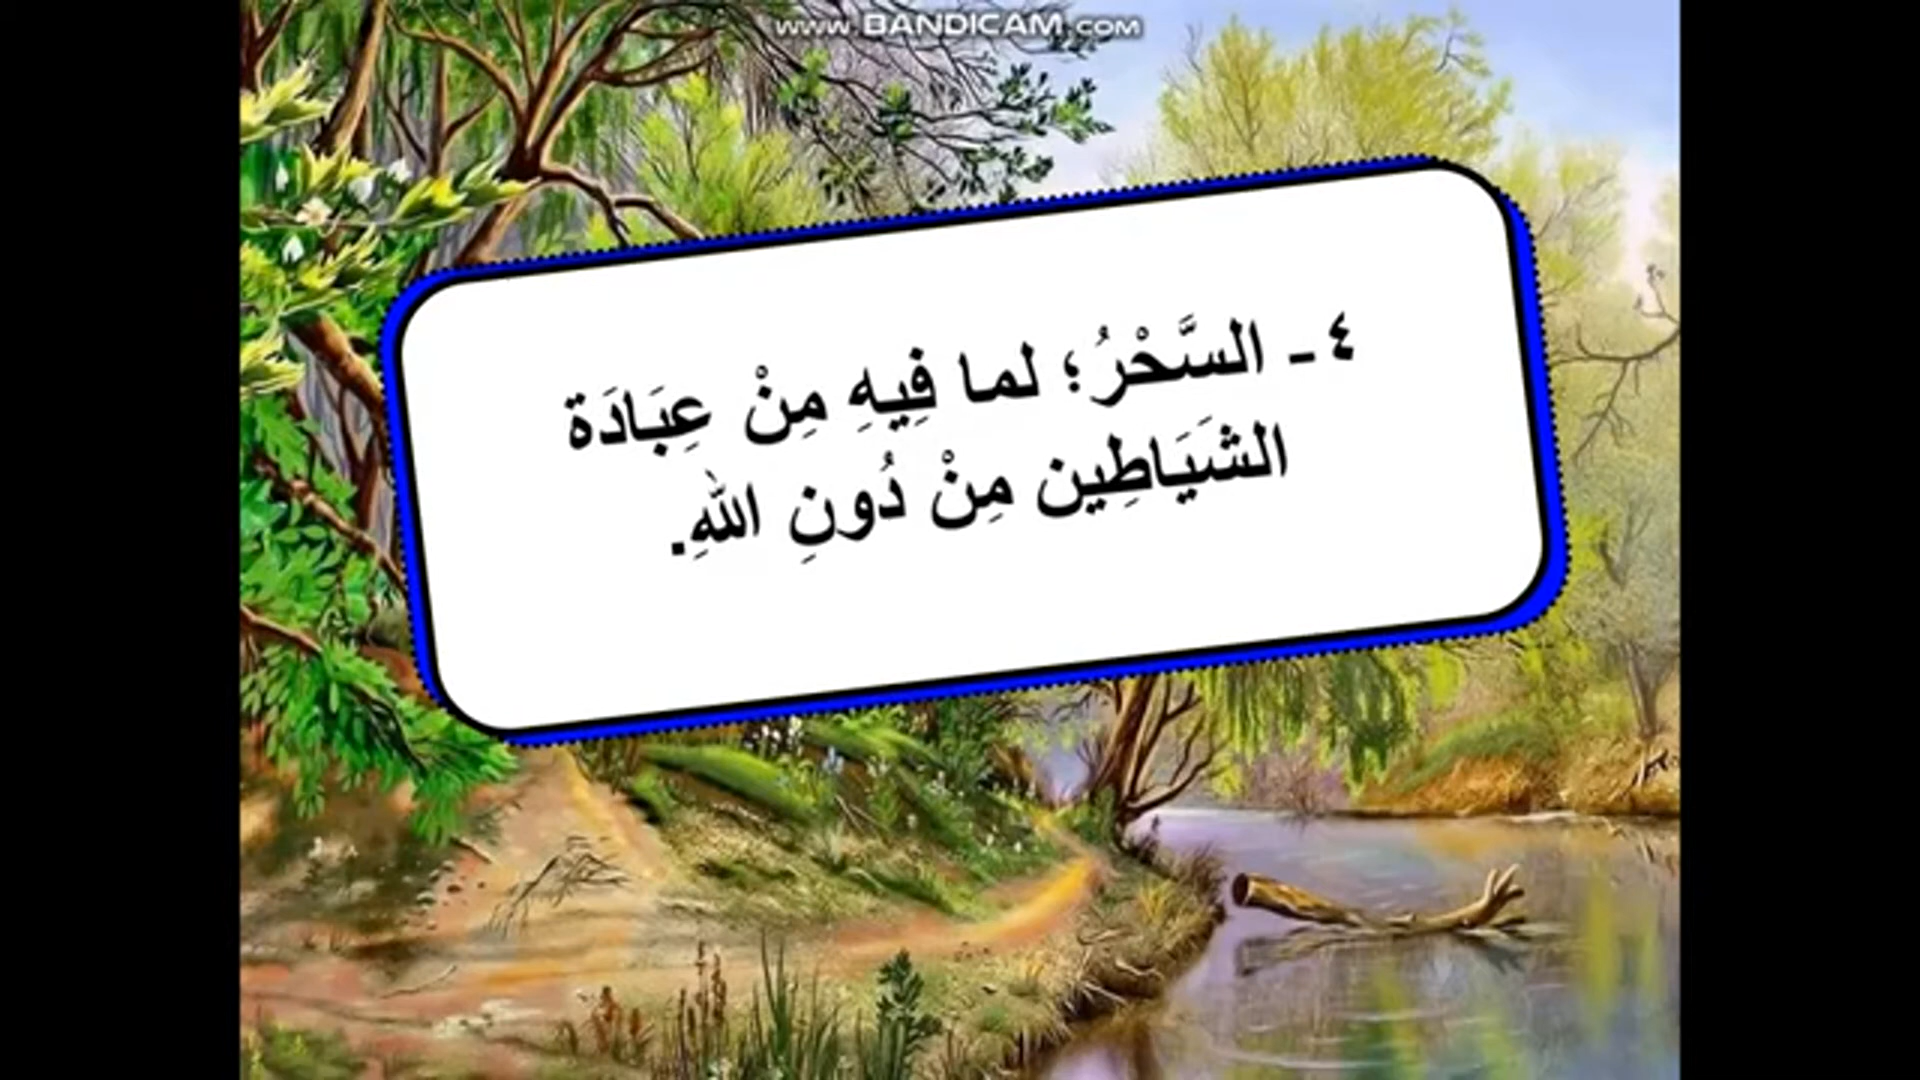 www.BANDICAM.com
٤- السَّحْرُ؛ لما فِيهِ مِنْ عِبَادَة
الشَيَاطِين مِنْ دُونِ اللهِ.